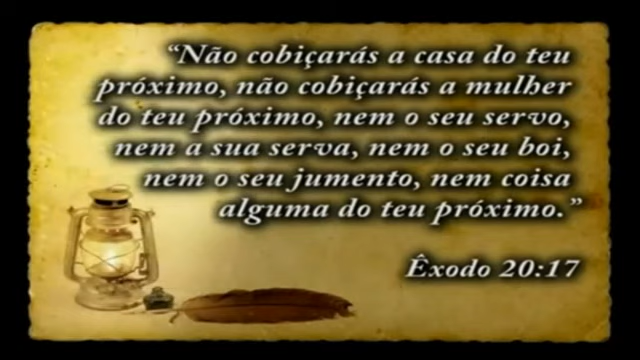 “Não cobiçarás a casa do teu
próximo, não cobiçarás a mulher
do teu próximo, nem o seu servo,
nem a sua serva, nem o seu boi,
nem o seu jumento, nem coisa
alguma do teu próximo.”
Êxodo 20:17